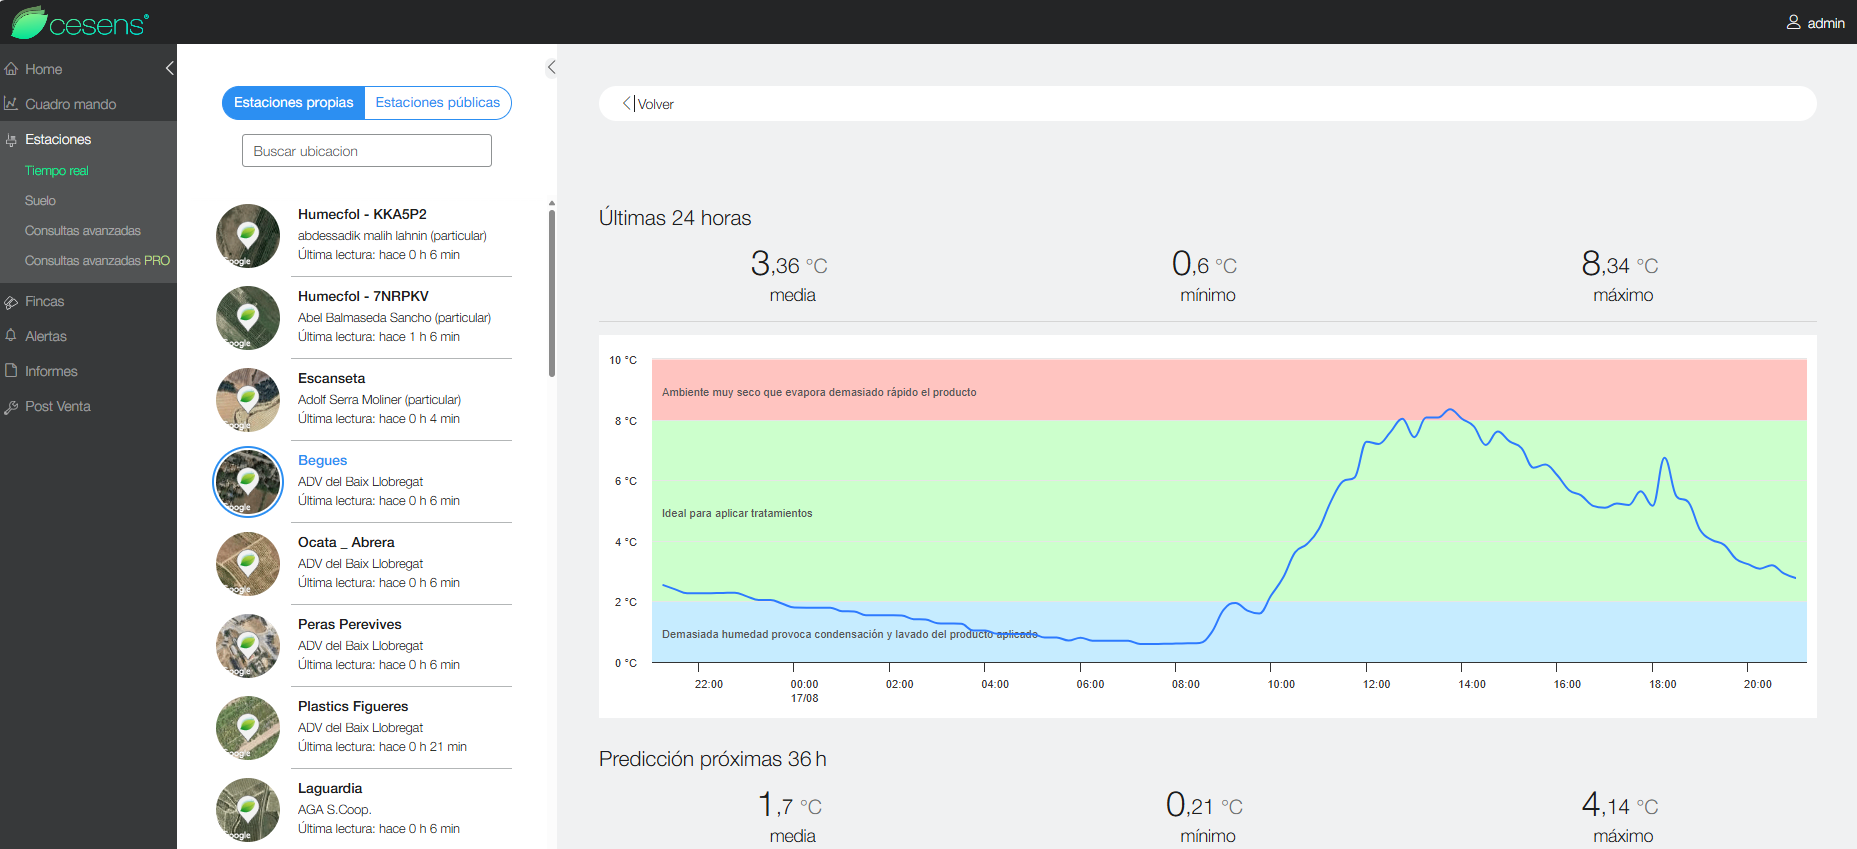 cesens®
admin
Home
Cuadro mando
Estaciones
Tiempo real
Suelo
Consultas avanzadas
Consultas avanzadas PRO
Fincas
Alertas
Informes
Post Venta
Estaciones propias
Estaciones públicas
Buscar ubicacion
Humecfol - KKA5P2
abdessadik malih lahnin (particular)
Última lectura: hace 0 h 6 min
Humecfol - 7NRPKV
Abel Balmaseda Sancho (particular)
Última lectura: hace 1 h 6 min
Escanseta
Adolf Serra Moliner (particular)
Última lectura: hace 0 h 4 min
Begues
ADV del Baix Llobregat
Última lectura: hace 0 h 6 min
Ocata _ Abrera
ADV del Baix Llobregat
Última lectura: hace 0 h 6 min
Peras Perevives
ADV del Baix Llobregat
Última lectura: hace 0 h 6 min
Plastics Figueres
ADV del Baix Llobregat
Última lectura: hace 0 h 21 min
Laguardia
AGA S.Coop.
Última lectura: hace 0 h 6 min
Volver
Últimas 24 horas
3,36 °C
media
0,6 °C
mínimo
8,34 °C
máximo
10 °C
Ambiente muy seco que evapora demasiado rápido el producto
8 °C
6 °C
Ideal para aplicar tratamientos
4 °C
2 °C
Demasiada humedad provoca condensación y lavado del producto aplicado
0 °C
22:00
00:00
17/08
02:00
04:00
06:00
08:00
10:00
12:00
14:00
16:00
18:00
20:00
Predicción próximas 36 h
1,7 °C
media
0,21 °C
mínimo
4,14 °C
máximo